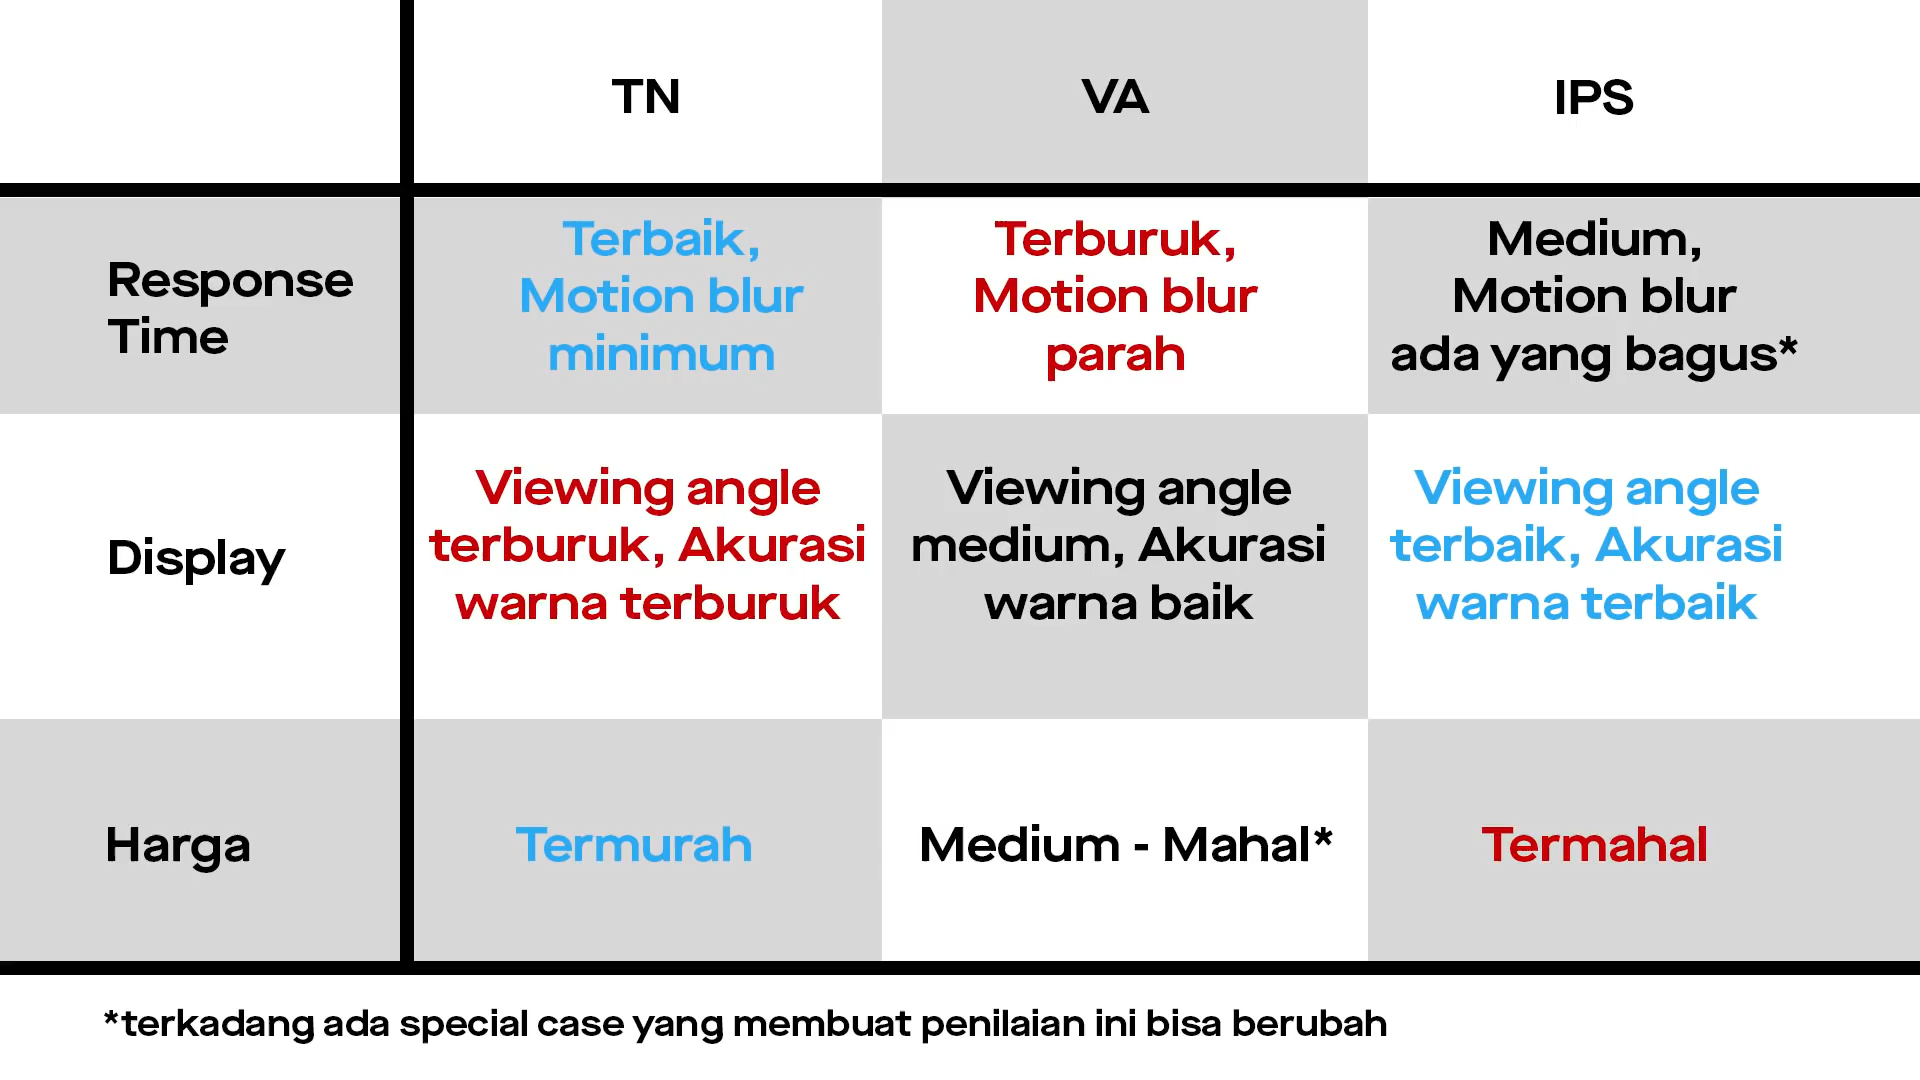 TN
VA
IPS
Response
Time
Terbaik,
Motion blur
minimum
Terburuk,
Motion blur
parah
Medium,
Motion blur
ada yang bagus*
Display
Viewing angle
terburuk, Akurasi
warna terburuk
Viewing angle
medium, Akurasi
warna baik
Viewing angle
terbaik, Akurasi
warna terbaik
Harga
Termurah
Medium - Mahal*
Termahal
*terkadang ada special case yang membuat penilaian ini bisa berubah